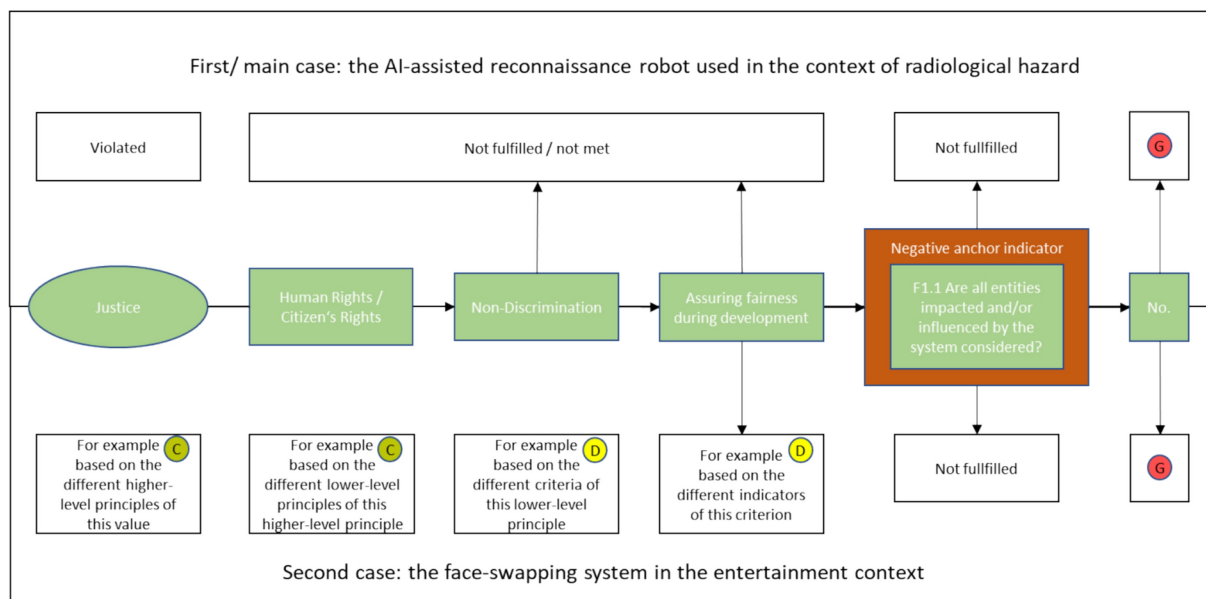 First/ main case: the AI-assisted reconnaissance robot used in the context of radiological hazard
Violated
Not fulfilled / not met
Not fullfilled
G
Negative anchor indicator
Justice
Human Rights /
Citizen's Rights
Non-Discrimination
Assuring fairness
during development
F1.1 Are all entities
impacted and/or
influenced by the
system considered?
No.
For example
based on the
different higher-
level principles of
this value
C
For example
based on the
different lower-level
principles of this
higher-level principle
C
For example
based on the
different criteria of
this lower-level
principle
D
For example
based on the
different indicators
of this criterion
D
Not fullfilled
G
Second case: the face-swapping system in the entertainment context